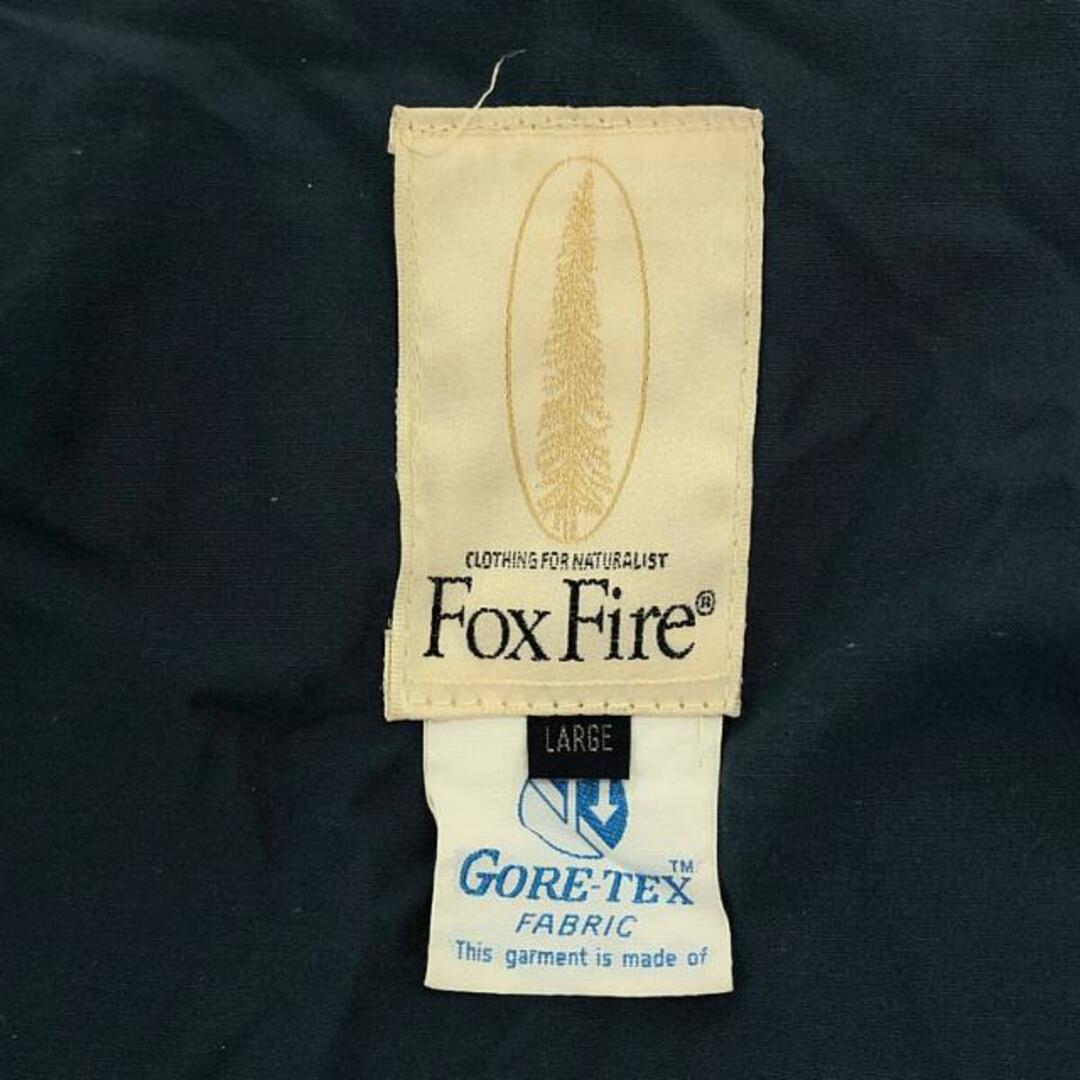 CLOTHING FOR NATURALIST
Fox Fire®
LARGE
GORE-TEX™
FABRIC
This garment is made of